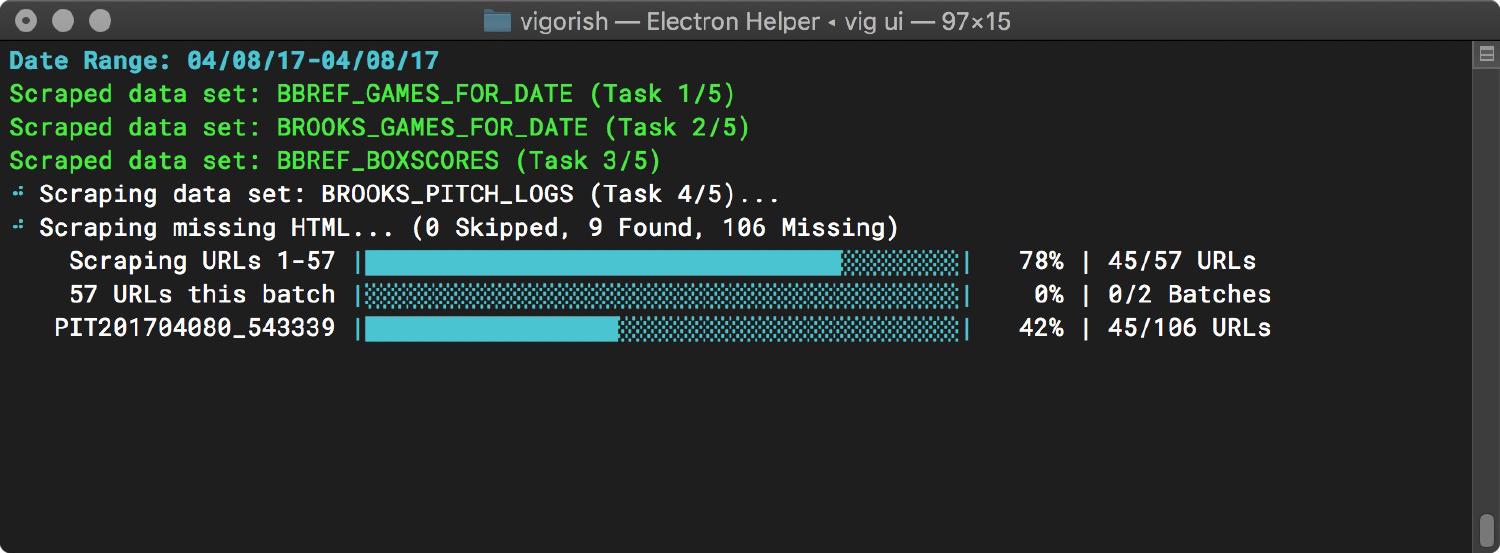 vigorish — Electron Helper ◂ vig ui — 97×15
Date Range: 04/08/17-04/08/17
Scraped data set: BBREF_GAMES_FOR_DATE (Task 1/5)
Scraped data set: BROOKS_GAMES_FOR_DATE (Task 2/5)
Scraped data set: BBREF_BOXSCORES (Task 3/5)
Scraping data set: BROOKS_PITCH_LOGS (Task 4/5)...
Scraping missing HTML... (0 Skipped, 9 Found, 106 Missing)
Scraping URLs 1-57 | | 78% | 45/57 URLs
57 URLs this batch | | 0% | 0/2 Batches
PIT201704080_543339 | | 42% | 45/106 URLs